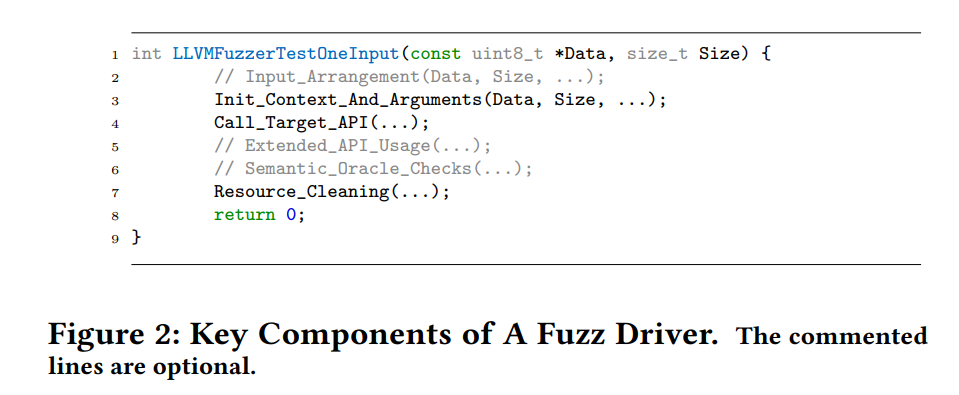 1 int LLVMFuzzerTestOneInput(const uint8_t *Data, size_t Size) {
2 // Input_Arrangement(Data, Size, ...);
3 Init_Context_And_Arguments(Data, Size, ...);
4 Call_Target_API(...);
5 // Extended_API_Usage(...);
6 // Semantic_Oracle_Checks(...);
7 Resource_Cleaning(...);
8 return 0;
9 }
Figure 2: Key Components of A Fuzz Driver. The commented
lines are optional.